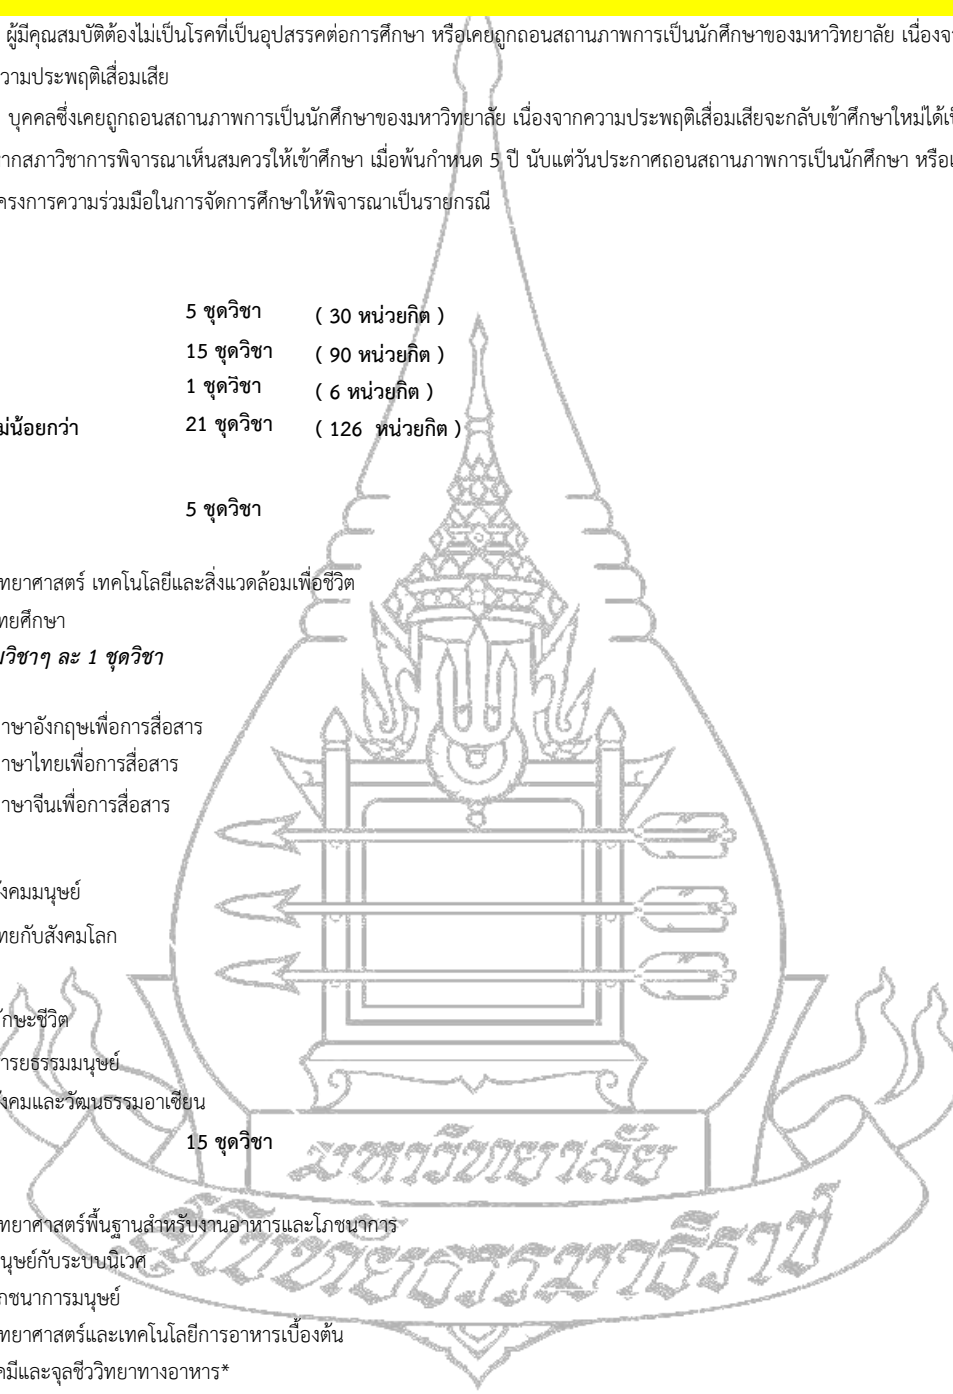 ผู้มีคุณสมบัติต้องไม่เป็นโรคที่เป็นอุปสรรคต่อการศึกษา หรือเคยถูกถอนสถานภาพการเป็นนักศึกษาของมหาวิทยาลัย เนื่องจา
วามประพฤติเสื่อมเสีย
บุคคลซึ่งเคยถูกถอนสถานภาพการเป็นนักศึกษาของมหาวิทยาลัย เนื่องจากความประพฤติเสื่อมเสียจะกลับเข้าศึกษาใหม่ได้เ
ากสภาวิชาการพิจารณาเห็นสมควรให้เข้าศึกษา เมื่อพ้นกำหนด 5 ปี นับแต่วันประกาศถอนสถานภาพการเป็นนักศึกษา หรือ
ครงการความร่วมมือในการจัดการศึกษาให้พิจารณาเป็นรายกรณี
5 ชุดวิชา ( 30 หน่วยกิต )
15 ชุดวิชา ( 90 หน่วยกิต )
1 ชุดวิชา ( 6 หน่วยกิต )
ม่น้อยกว่า 21 ชุดวิชา ( 126 หน่วยกิต )
5 ชุดวิชา
ทยาศาสตร์ เทคโนโลยีและสิ่งแวดล้อมเพื่อชีวิต
ทยศึกษา
วิชาๆ ละ 1 ชุดวิชา
าษาอังกฤษเพื่อการสื่อสาร
าษาไทยเพื่อการสื่อสาร
าษาจีนเพื่อการสื่อสาร
ังคมมนุษย์
ทยกับสังคมโลก
ักษะชีวิต
ารยธรรมมนุษย์
ังคมและวัฒนธรรมอาเซียน
15 ชุดวิชา
มหาวิทยาลัย
สุโขทัยธรรมาธิราช
ทยาศาสตร์พื้นฐานสำหรับงานอาหารและโภชนาการ
นุษย์กับระบบนิเวศ
ภชนาการมนุษย์
ทยาศาสตร์และเทคโนโลยีการอาหารเบื้องต้น
คมีและจุลชีววิทยาทางอาหาร*